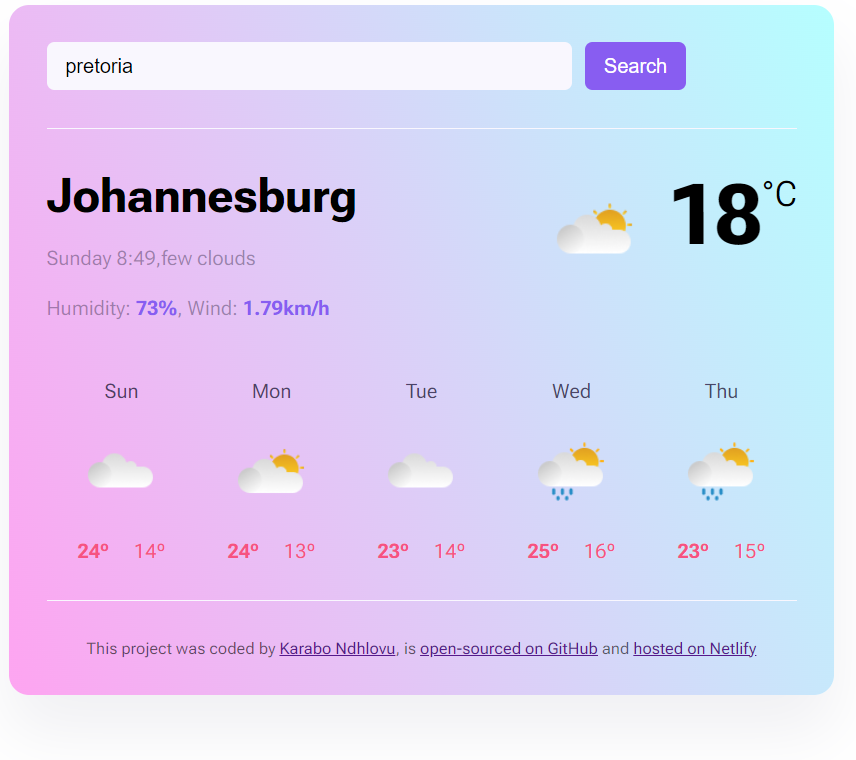 pretoria
Search
Johannesburg
18°C
Sunday 8:49,few clouds
Humidity: 73%, Wind: 1.79km/h
Sun Mon Tue Wed Thu
24º 14º 24º 13º 23º 14º 25º 16º 23º 15º
This project was coded by Karabo Ndhlovu, is open-sourced on GitHub and hosted on Netlify